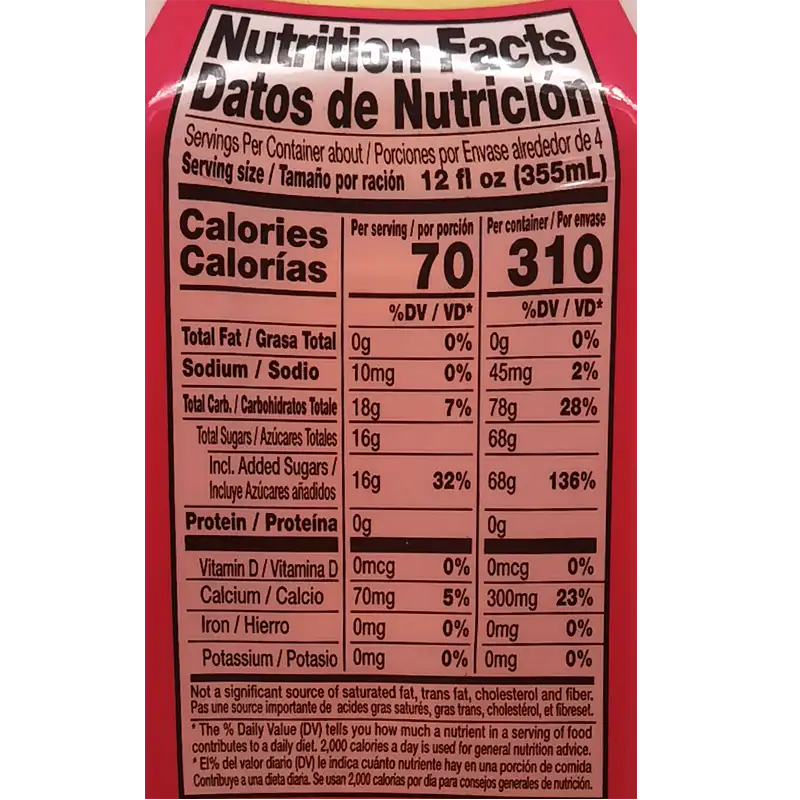 Nutrition Facts
Datos de Nutrición
Servings Per Container about / Porciones por Envase alrededor de 4
Serving size / Tamaño por ración 12 fl oz (355mL)
Calories
Calorías
Per serving / por porción
70
Per container / Por envase
310
%DV / VD* %DV / VD*
Total Fat / Grasa Total 0g 0% 0g 0%
Sodium / Sodio 10mg 0% 45mg 2%
Total Carb. / Carbohidratos Totale 18g 7% 78g 28%
Total Sugars / Azúcares Totales 16g 68g
Incl. Added Sugars /
Incluye Azúcares añadidos 16g 32% 68g 136%
Protein / Proteína 0g 0g
Vitamin D / Vitamina D 0mcg 0% 0mcg 0%
Calcium / Calcio 70mg 5% 300mg 23%
Iron / Hierro 0mg 0% 0mg 0%
Potassium / Potasio 0mg 0% 0mg 0%
Not a significant source of saturated fat, trans fat, cholesterol and fiber.
Pas une source importante de acides gras saturés, gras trans, cholestérol, et fibreset.
* The % Daily Value (DV) tells you how much a nutrient in a serving of food
contributes to a daily diet. 2,000 calories a day is used for general nutrition advice.
* El% del valor diario (DV) le indica cuánto nutriente hay en una porción de comida
Contribuye a una dieta diaria. Se usan 2,000 calorías por día para consejos generales de nutrición.